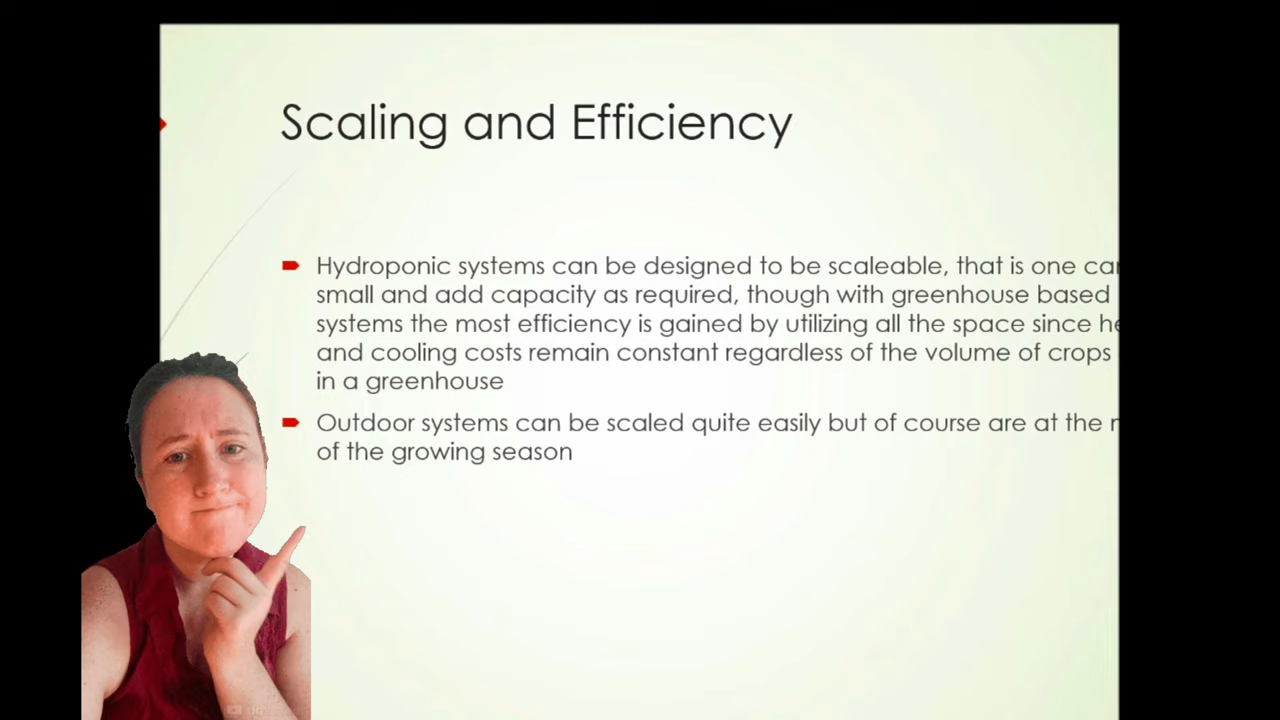 Scaling and Efficiency
Hydroponic systems can be designed to be scaleable, that is one
small and add capacity as required, though with greenhouse based
systems the most efficiency is gained by utilizing all the space since
and cooling costs remain constant regardless of the volume of crops
in a greenhouse
Outdoor systems can be scaled quite easily but of course are at the
of the growing season